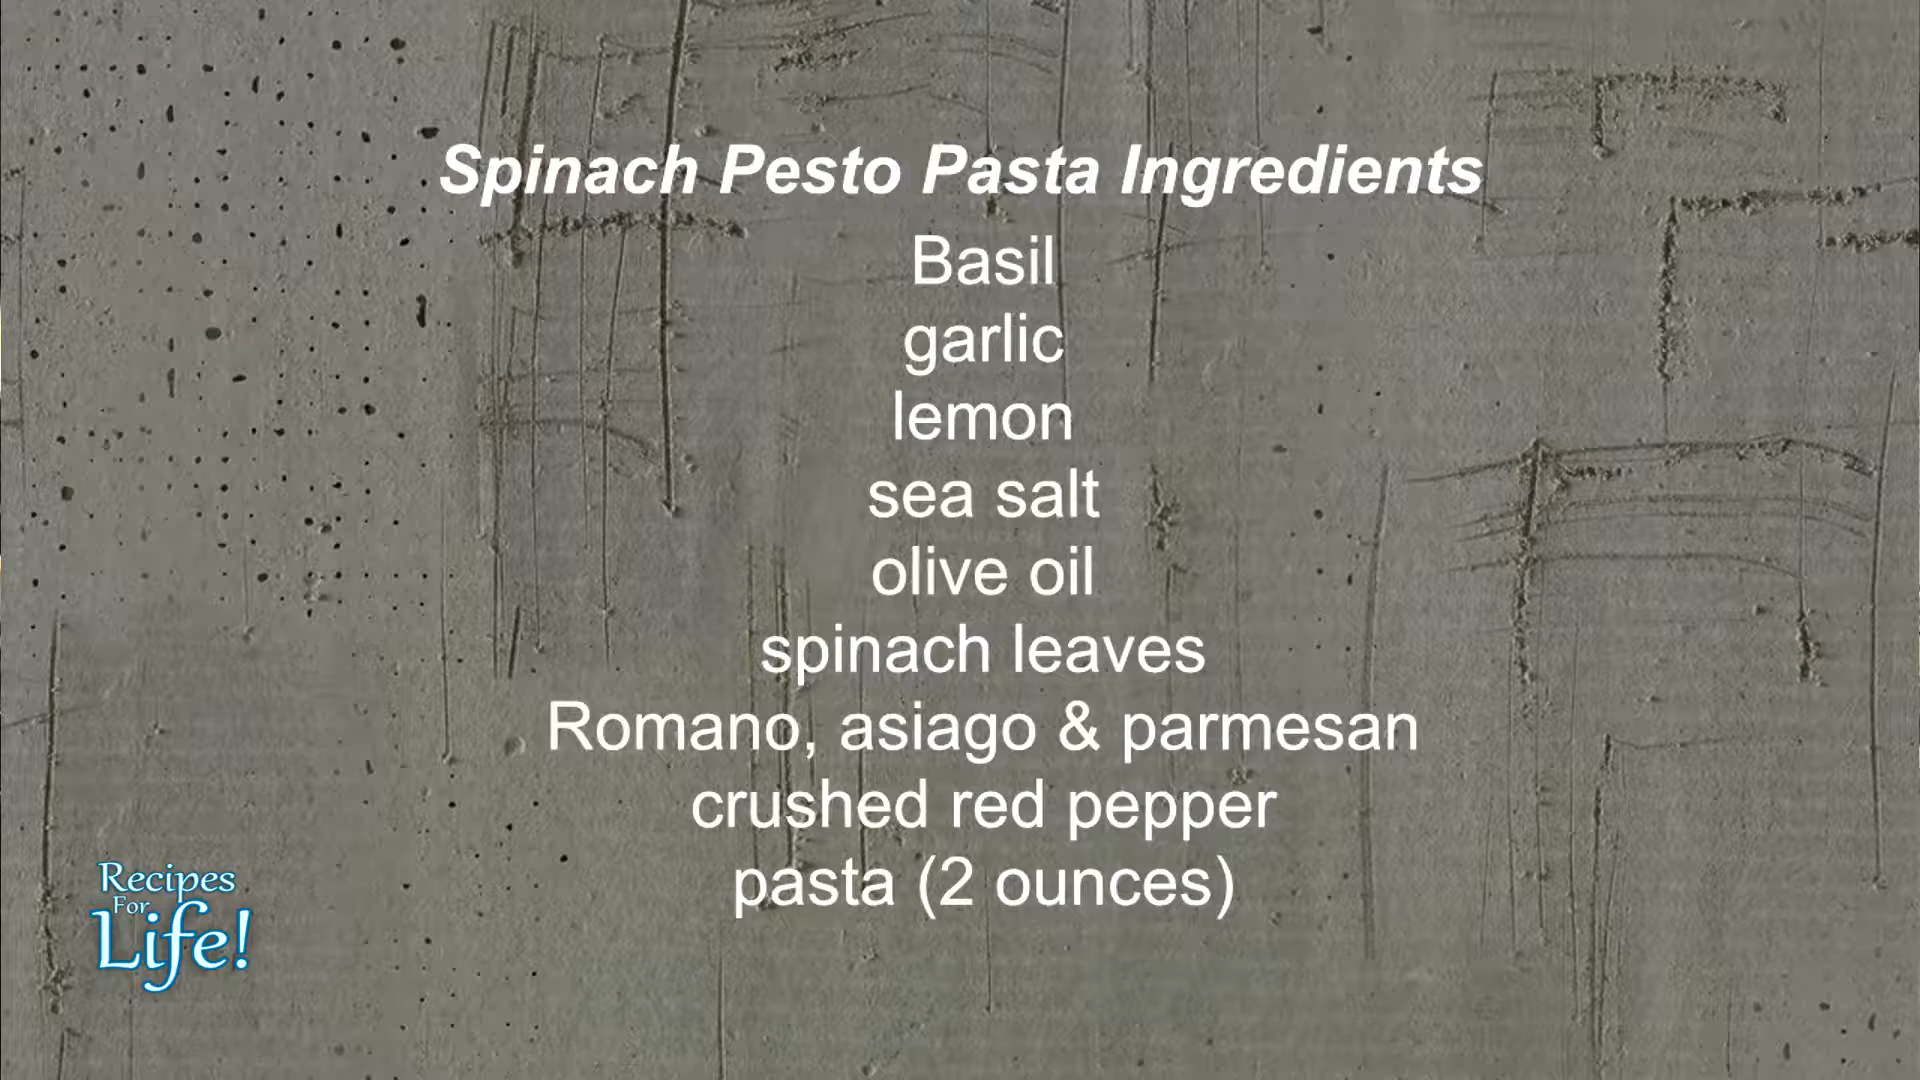 Spinach Pesto Pasta Ingredients
Basil
garlic
lemon
sea salt
olive oil
spinach leaves
Romano, asiago & parmesan
crushed red pepper
pasta (2 ounces)
Recipes
For
Life!